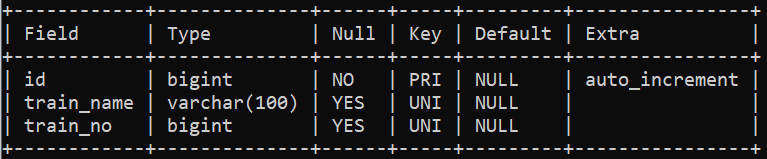 +------------+--------------+------+-----+---------+----------------+
| Field      | Type         | Null | Key | Default | Extra          |
+------------+--------------+------+-----+---------+----------------+
| id         | bigint       | NO   | PRI | NULL    | auto_increment |
| train_name | varchar(100) | YES  | UNI | NULL    |                |
| train_no   | bigint       | YES  | UNI | NULL    |                |
+------------+--------------+------+-----+---------+----------------+